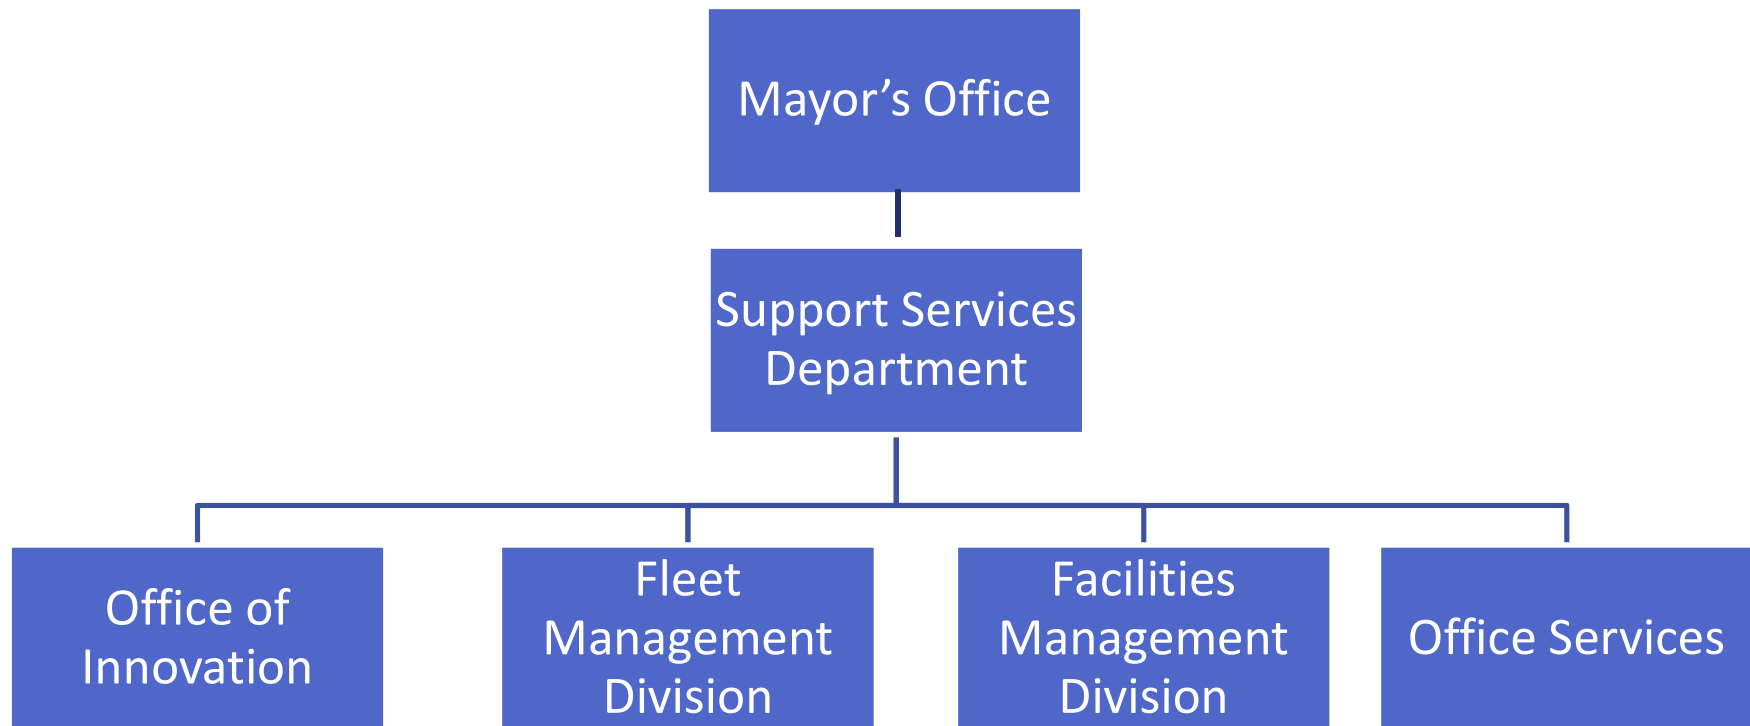 Mayor’s Office
Support Services
Department
Office of
Innovation
Fleet
Management
Division
Facilities
Management
Division
Office Services